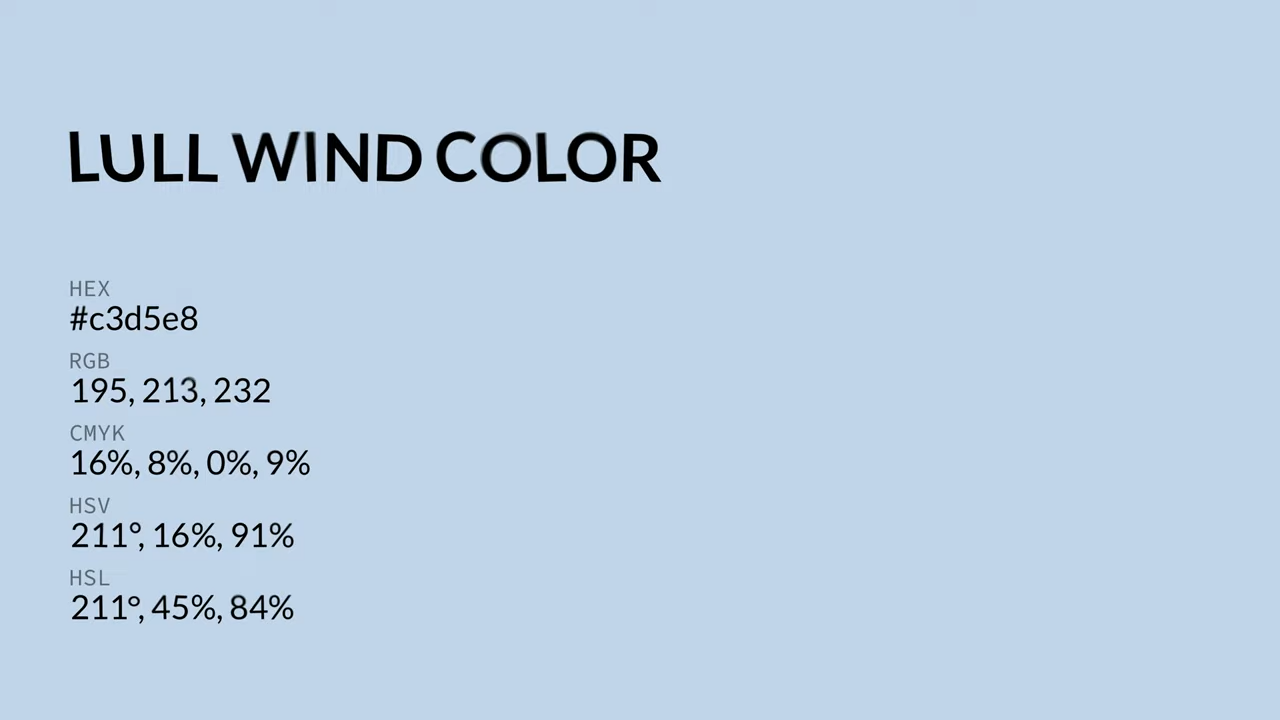 LULL WIND COLOR
HEX
#c3d5e8
RGB
195, 213, 232
CMYK
16%, 8%, 0%, 9%
HSV
211°, 16%, 91%
HSL
211°, 45%, 84%